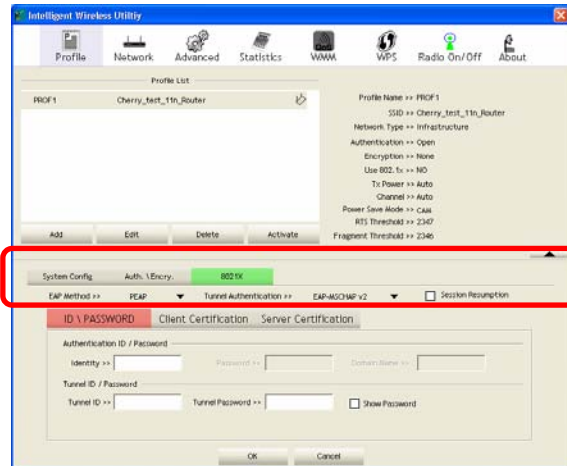 Intelligent Wireless Utiltiy
Profile Network Advanced Statistics WMM WPS Radio On/Off About
Profile List
PROF1 Cherry_test_11n_Router
Profile Name >> PROF1
SSID >> Cherry_test_11n_Router
Network Type >> Infrastructure
Authentication >> Open
Encryption >> None
Use 802.1x >> NO
Tx Power >> Auto
Channel >> Auto
Power Save Mode >> CAM
RTS Threshold >> 2347
Fragment Threshold >> 2346
Add Edit Delete Activate
System Config Auth. \ Encry. 8021X
EAP Method >> PEAP Tunnel Authentication >> EAP-MSCHAP v2 Session Resumption
ID \ PASSWORD Client Certification Server Certification
Authentication ID / Password
Identity >> Password >> Domain Name >>
Tunnel ID / Password
Tunnel ID >> Tunnel Password >> Show Password
OK Cancel